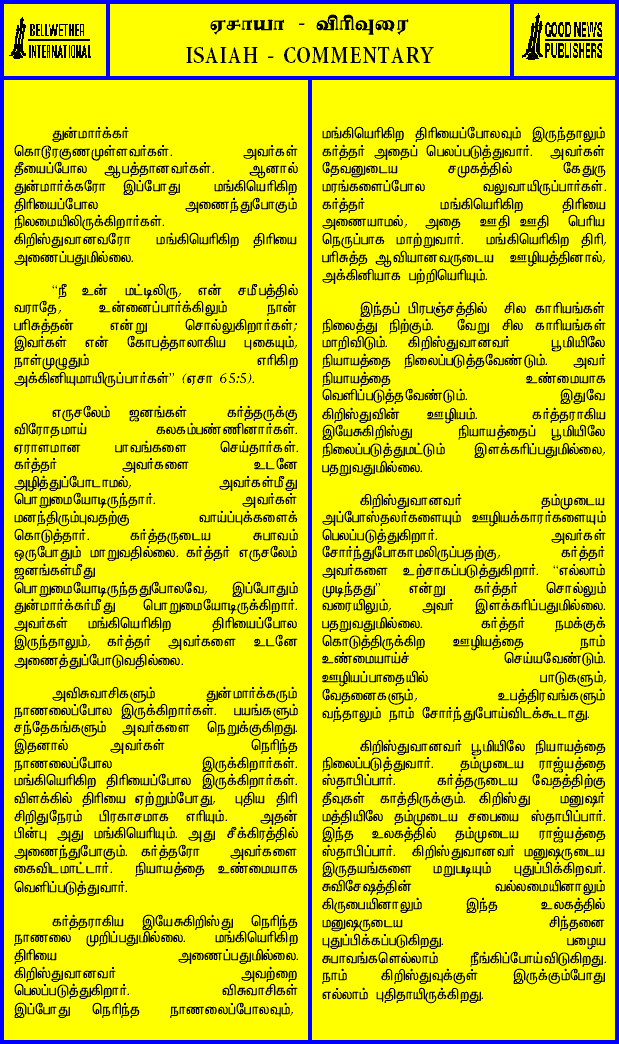 BELLWETHER
INTERNATIONAL
ஏசாயா - விரிவுரை
ISAIAH - COMMENTARY
GOOD NEWS
PUBLISHERS
துன்மார்க்கர்
கொடூரகுணமுள்ளவர்கள். அவர்கள்
தீயைப்போல ஆபத்தானவர்கள். ஆனால்
துன்மார்க்கரோ இப்போது மங்கியெரிகிற
திரியைப்போல அணைந்துபோகும்
நிலமையிலிருக்கிறார்கள்.
கிறிஸ்துவானவரோ மங்கியெரிகிற திரியை
அணைப்பதுமில்லை.
“நீ உன் மட்டிலிரு, என் சமீபத்தில்
வராதே, உன்னைப்பார்க்கிலும் நான்
பரிசுத்தன் என்று சொல்லுகிறார்கள்;
இவர்கள் என் கோபத்தாலாகிய புகையும்,
நாள்முழுதும் எரிகிற
அக்கினியுமாயிருப்பார்கள்” (ஏசா 65:5).
எருசலேம் ஜனங்கள் கர்த்தருக்கு
விரோதமாய் கலகம்பண்ணினார்கள்.
ஏராளமான பாவங்களை செய்தார்கள்.
கர்த்தர் அவர்களை உடனே
அழித்துப்போடாமல், அவர்கள்மீது
பொறுமையோடிருந்தார். அவர்கள்
மனந்திரும்புவதற்கு வாய்ப்புக்களைக்
கொடுத்தார். கர்த்தருடைய சுபாவம்
ஒருபோதும் மாறுவதில்லை. கர்த்தர் எருசலேம்
ஜனங்கள்மீது
பொறுமையோடிருந்ததுபோலவே, இப்போதும்
துன்மார்க்கர்மீது பொறுமையோடிருக்கிறார்.
அவர்கள் மங்கியெரிகிற திரியைப்போல
இருந்தாலும், கர்த்தர் அவர்களை உடனே
அணைத்துப்போடுவதில்லை.
அவிசுவாசிகளும் துன்மார்க்கரும்
நாணலைப்போல இருக்கிறார்கள். பயங்களும்
சந்தேகங்களும் அவர்களை நெறுக்குகிறது.
இதனால் அவர்கள் நெரிந்த
நாணலைப்போல இருக்கிறார்கள்.
மங்கியெரிகிற திரியைப்போல இருக்கிறார்கள்.
விளக்கில் திரியை ஏற்றும்போது, புதிய திரி
சிறிதுநேரம் பிரகாசமாக எரியும். அதன்
பின்பு அது மங்கியெரியும். அது சீக்கிரத்தில்
அணைந்துபோகும். கர்த்தரோ அவர்களை
கைவிடமாட்டார். நியாயத்தை உண்மையாக
வெளிப்படுத்துவார்.
கர்த்தராகிய இயேசுகிறிஸ்து நெரிந்த
நாணலை முறிப்பதுமில்லை. மங்கியெரிகிற
திரியை அணைப்பதுமில்லை.
கிறிஸ்துவானவர் அவற்றை
பெலப்படுத்துகிறார். விசுவாசிகள்
இப்போது நெரிந்த நாணலைப்போலவும்,
மங்கியெரிகிற திரியைப்போலவும் இருந்தாலும்
கர்த்தர் அதைப் பெலப்படுத்துவார். அவர்கள்
தேவனுடைய சமுகத்தில் கேதுரு
மரங்களைப்போல வலுவாயிருப்பார்கள்.
கர்த்தர் மங்கியெரிகிற திரியை
அணையாமல், அதை ஊதி ஊதி பெரிய
நெருப்பாக மாற்றுவார். மங்கியெரிகிற திரி,
பரிசுத்த ஆவியானவருடைய ஊழியத்தினால்,
அக்கினியாக பற்றியெரியும்.
இந்தப் பிரபஞ்சத்தில் சில காரியங்கள்
நிலைத்து நிற்கும். வேறு சில காரியங்கள்
மாறிவிடும். கிறிஸ்துவானவர் பூமியிலே
நியாயத்தை நிலைப்படுத்தவேண்டும். அவர்
நியாயத்தை உண்மையாக
வெளிப்படுத்தவேண்டும். இதுவே
கிறிஸ்துவின் ஊழியம். கர்த்தராகிய
இயேசுகிறிஸ்து நியாயத்தைப் பூமியிலே
நிலைப்படுத்துமட்டும் இளக்கரிப்பதுமில்லை,
பதறுவதுமில்லை.
கிறிஸ்துவானவர் தம்முடைய
அப்போஸ்தலர்களையும் ஊழியக்காரர்களையும்
பெலப்படுத்துகிறார். அவர்கள்
சோர்ந்துபோகாமலிருப்பதற்கு, கர்த்தர்
அவர்களை உற்சாகப்படுத்துகிறார். “எல்லாம்
முடிந்தது” என்று கர்த்தர் சொல்லும்
வரையிலும், அவர் இளக்கரிப்பதுமில்லை.
பதறுவதுமில்லை. கர்த்தர் நமக்குக்
கொடுத்திருக்கிற ஊழியத்தை நாம்
உண்மையாய்ச் செய்யவேண்டும்.
ஊழியப்பாதையில் பாடுகளும்,
வேதனைகளும், உபத்திரவங்களும்
வந்தாலும் நாம் சோர்ந்துபோய்விடக்கூடாது.
கிறிஸ்துவானவர் பூமியிலே நியாயத்தை
நிலைப்படுத்துவார். தம்முடைய ராஜ்யத்தை
ஸ்தாபிப்பார். கர்த்தருடைய வேதத்திற்கு
தீவுகள் காத்திருக்கும். கிறிஸ்து மனுஷர்
மத்தியிலே தம்முடைய சபையை ஸ்தாபிப்பார்.
இந்த உலகத்தில் தம்முடைய ராஜ்யத்தை
ஸ்தாபிப்பார். கிறிஸ்துவானவர் மனுஷருடைய
இருதயங்களை மறுபடியும் புதுப்பிக்கிறவர்.
சுவிசேஷத்தின் வல்லமையினாலும்
கிருபையினாலும் இந்த உலகத்தில்
மனுஷருடைய சிந்தனை
புதுப்பிக்கப்படுகிறது. பழைய
சுபாவங்களெல்லாம் நீங்கிப்போய்விடுகிறது.
நாம் கிறிஸ்துவுக்குள் இருக்கும்போது
எல்லாம் புதிதாயிருக்கிறது.